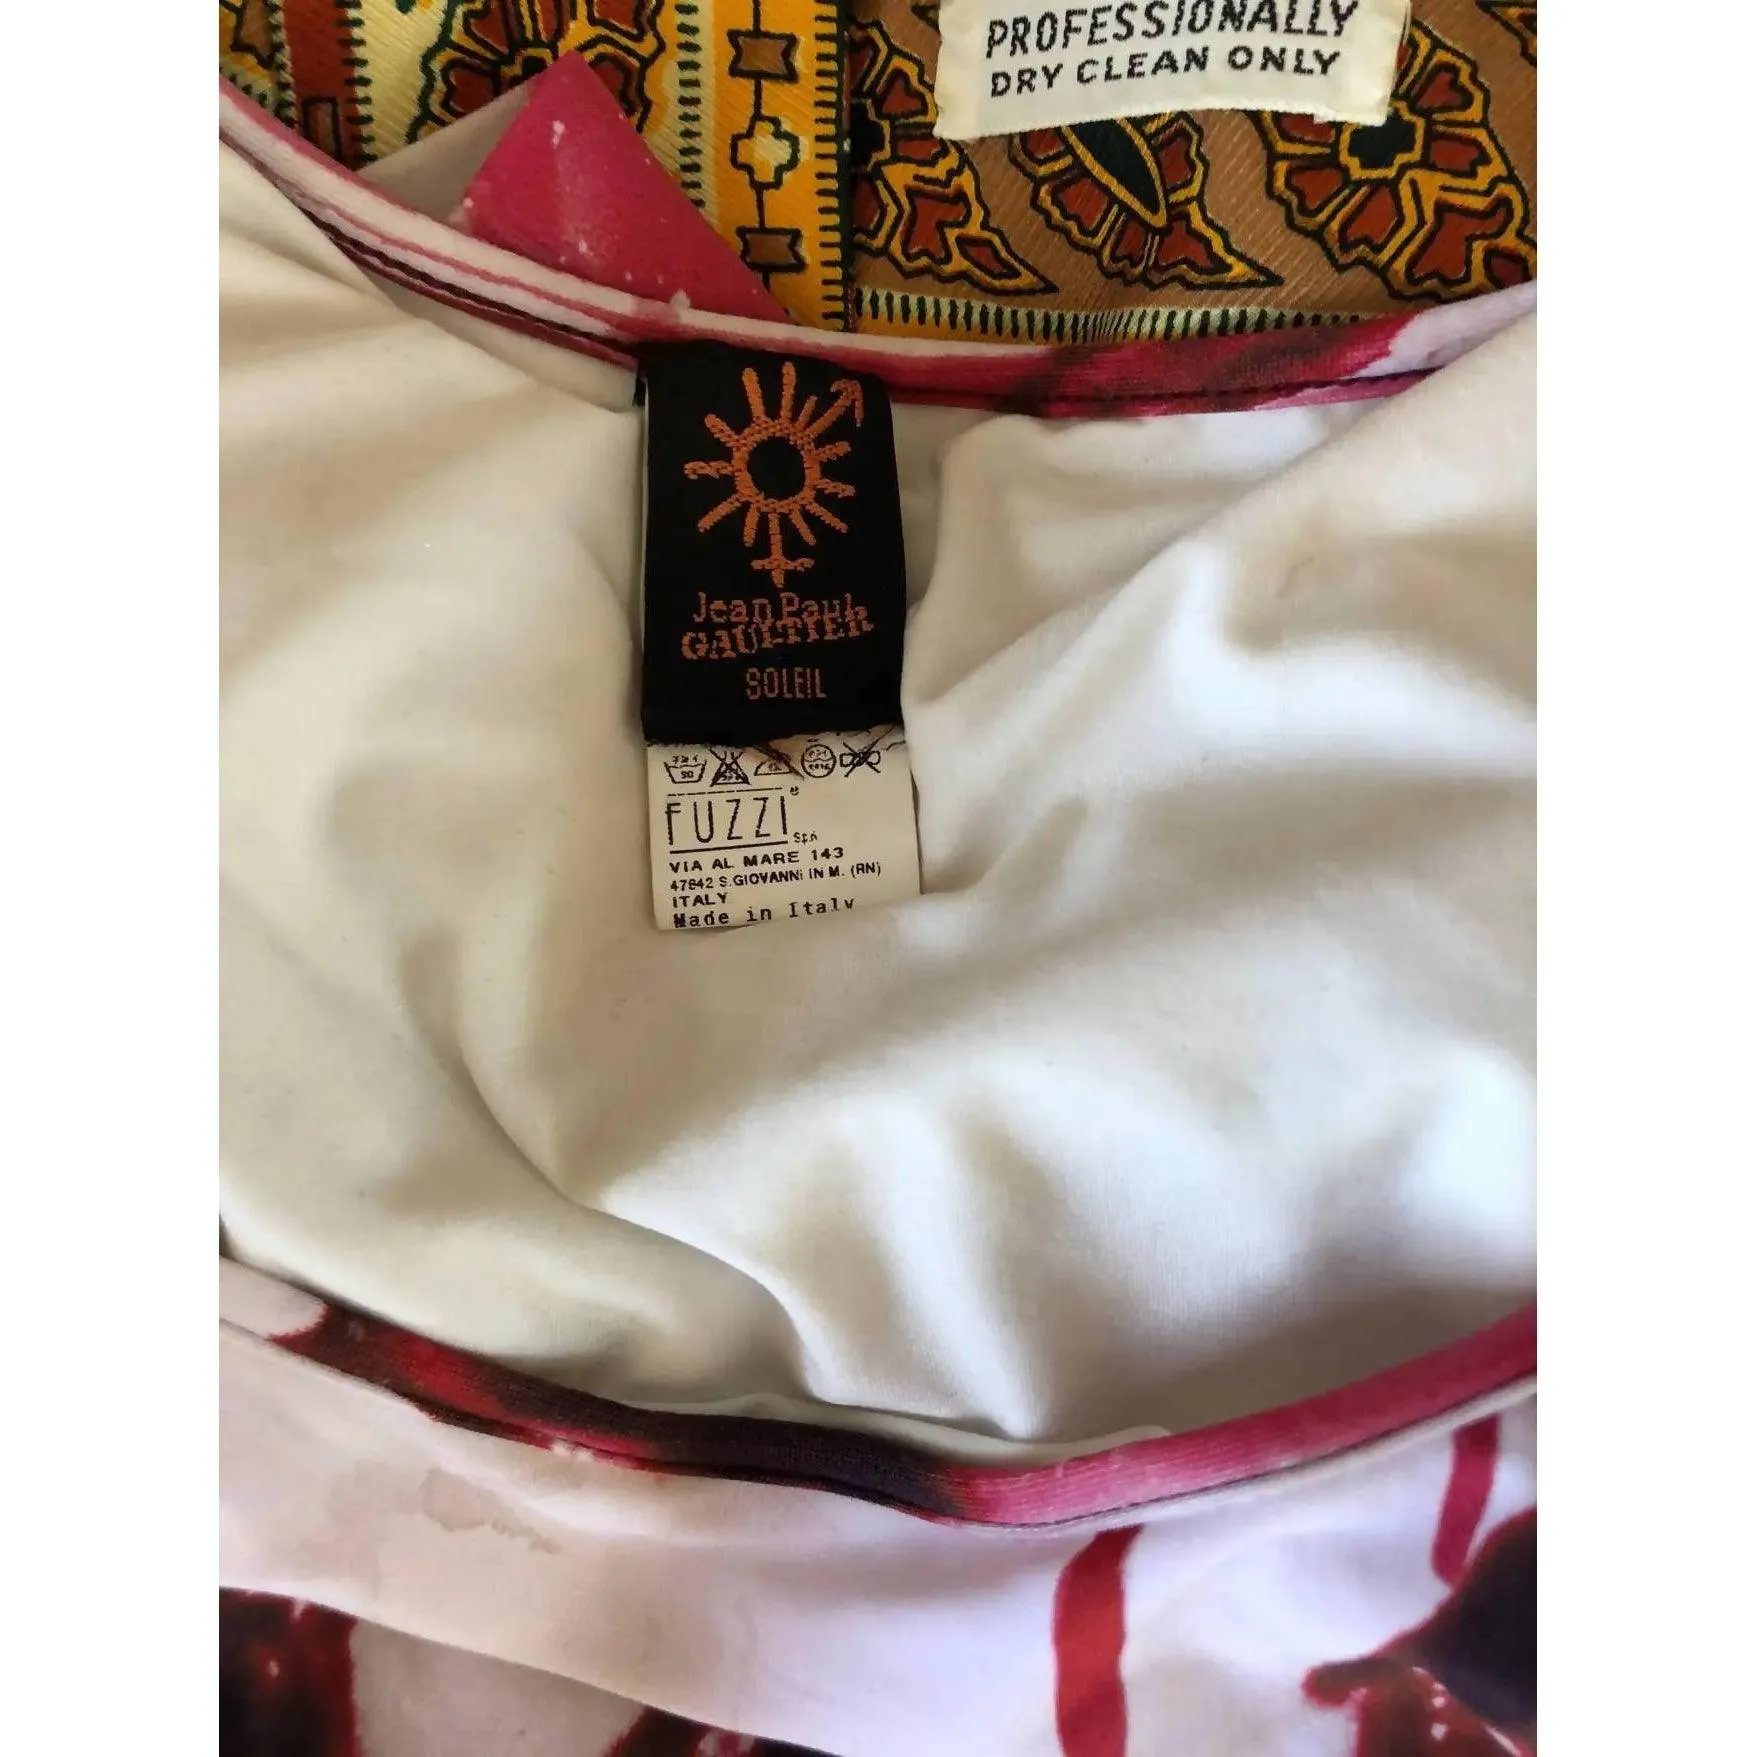 PROFESSIONALLY
DRY CLEAN ONLY
Jean Paul
GAULTIER
SOLEIL
FUZZI® SpA
VIA AL MARE 143
47842 S.GIOVANNI IN M. (RN)
ITALY
Made in Italy